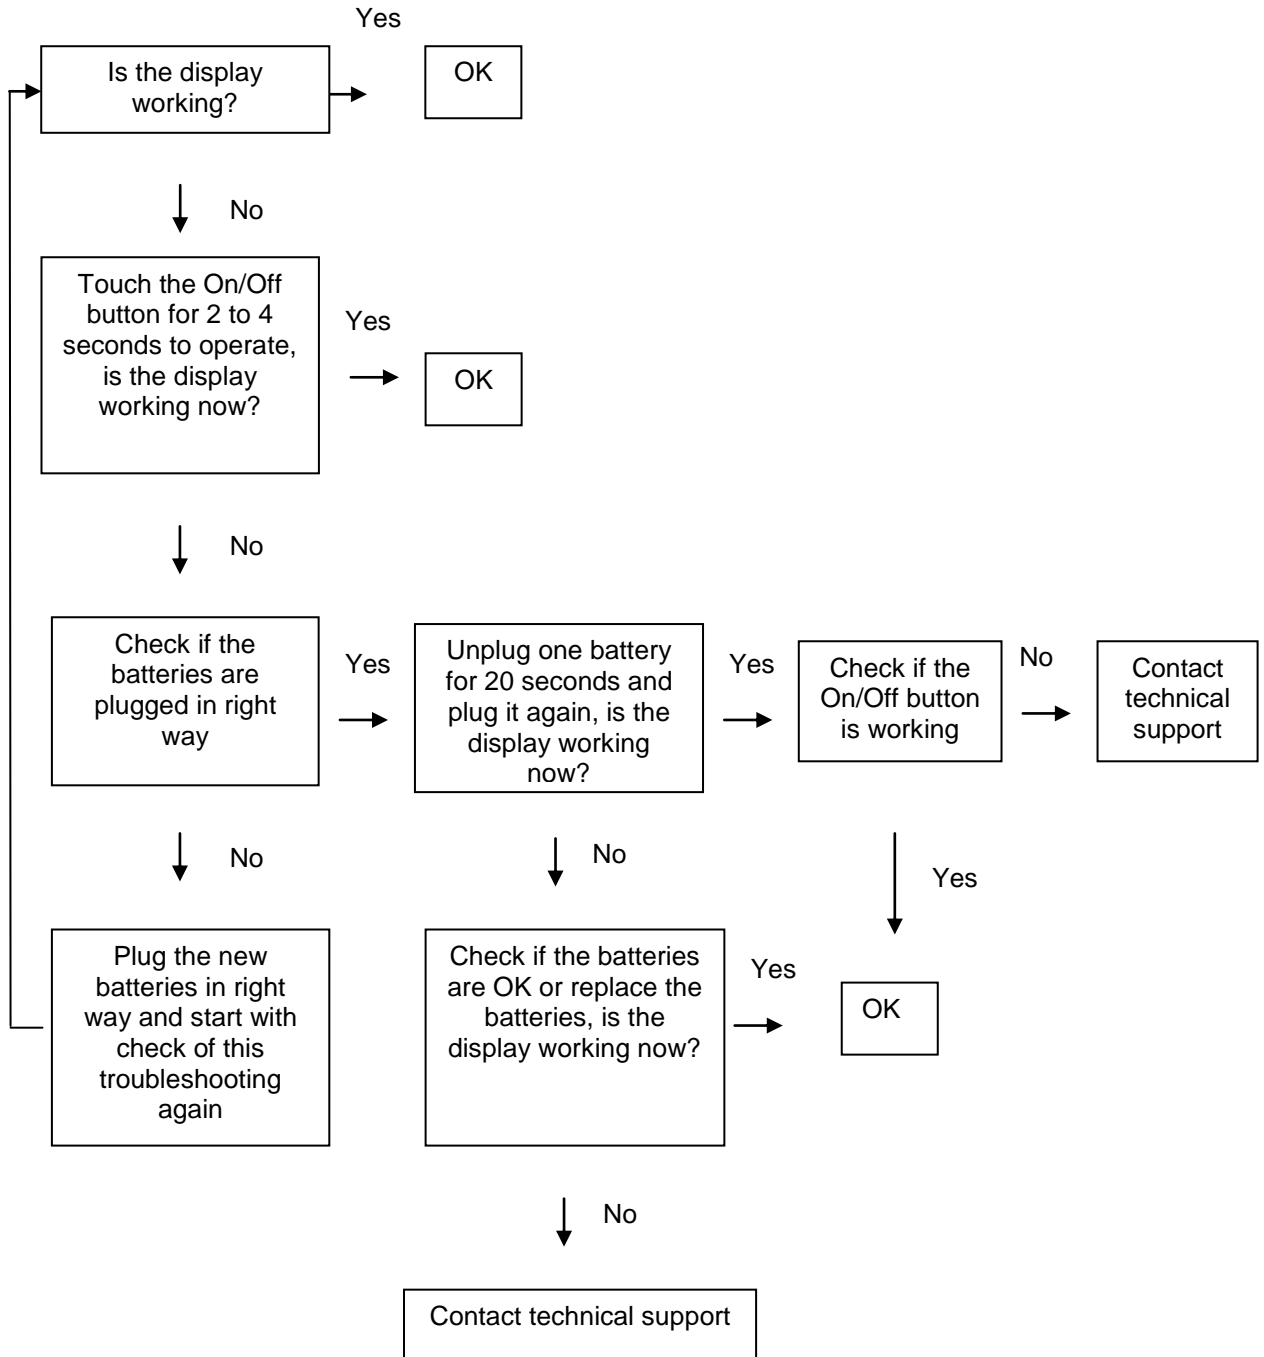 Yes
Is the display
working?
OK
No
Touch the On/Off
button for 2 to 4
seconds to operate,
is the display
working now?
Yes
OK
No
Check if the
batteries are
plugged in right
way
Yes
Unplug one battery
for 20 seconds and
plug it again, is the
display working
now?
Yes
Check if the
On/Off button
is working
No
Contact
technical
support
No
No
Yes
Plug the new
batteries in right
way and start with
check of this
troubleshooting
again
Check if the batteries
are OK or replace the
batteries, is the
display working now?
Yes
OK
No
Contact technical support